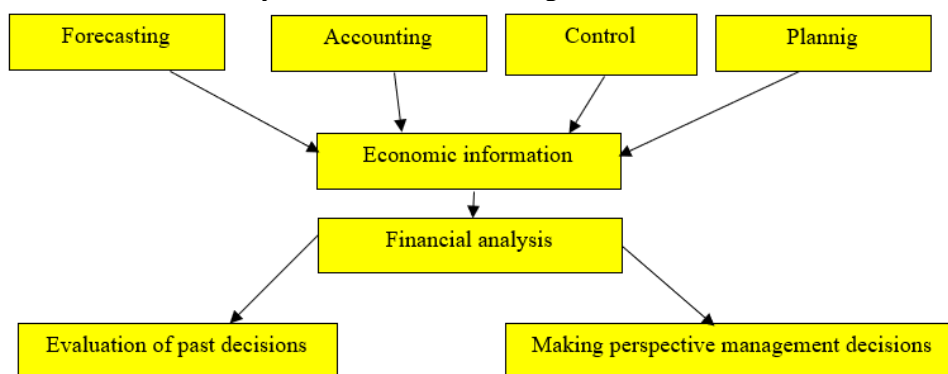 Forecasting
Accounting
Control
Plannig
Economic information
Financial analysis
Evaluation of past decisions
Making perspective management decisions